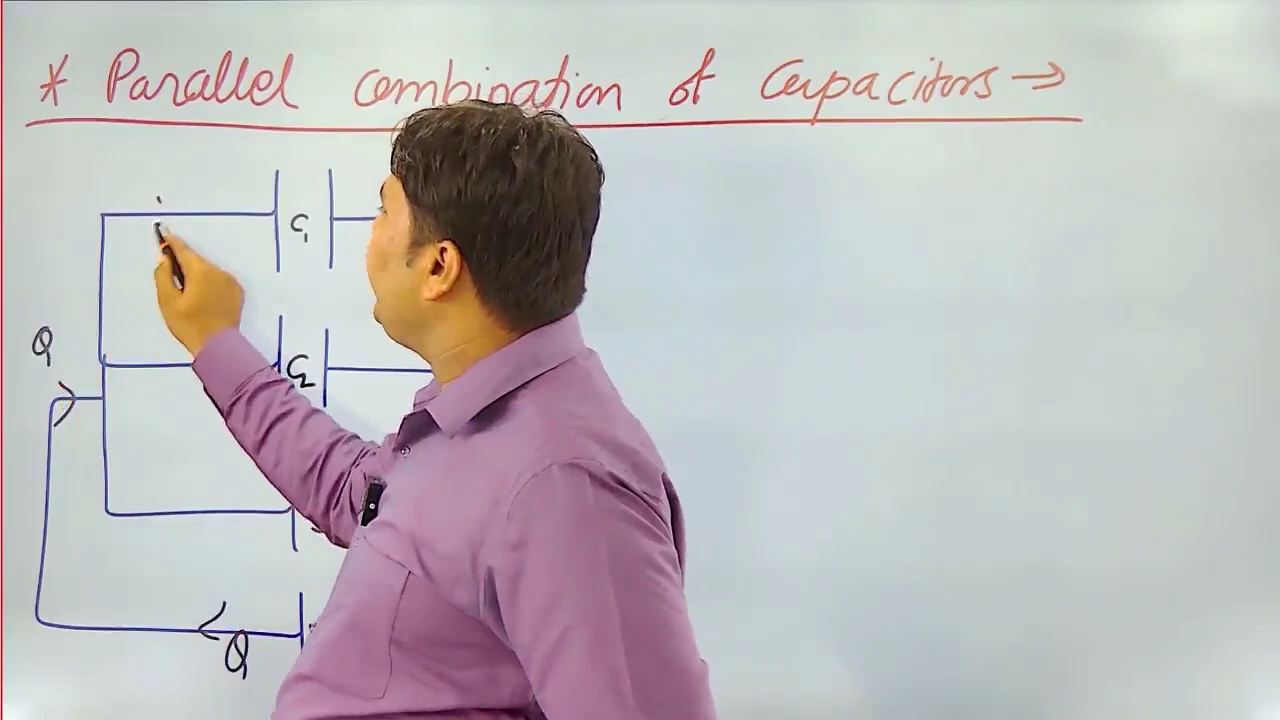 * Parallel combination of Capacitors →
C1
Q
C2
Q